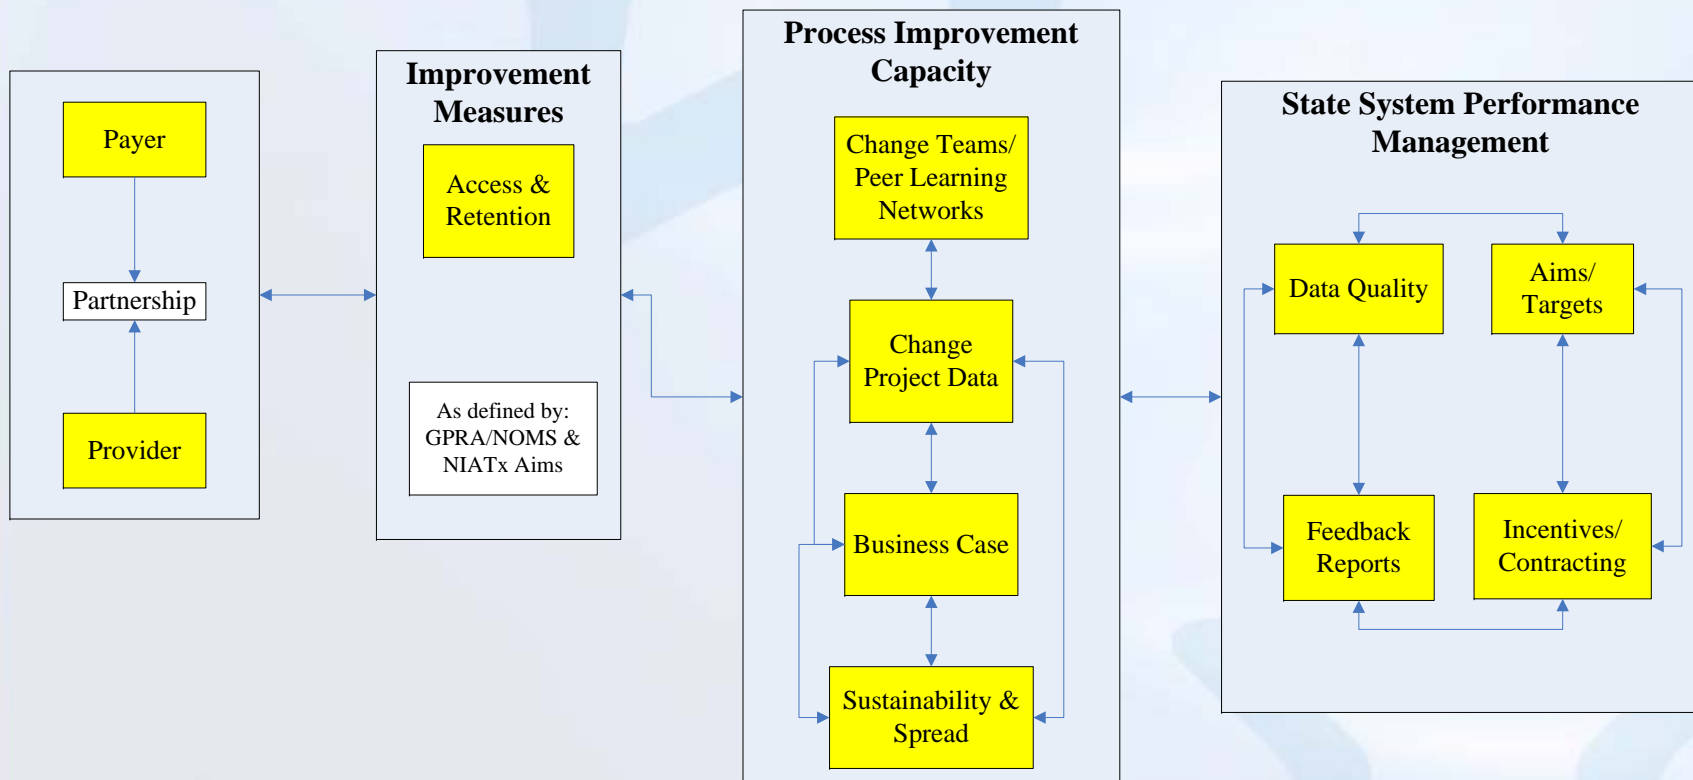 Payer
Partnership
Provider
Improvement
Measures
Access &
Retention
As defined by:
GPRA/NOMS &
NIATx Aims
Process Improvement
Capacity
Change Teams/
Peer Learning
Networks
Change
Project Data
Business Case
Sustainability &
Spread
State System Performance
Management
Data Quality
Aims/
Targets
Feedback
Reports
Incentives/
Contracting